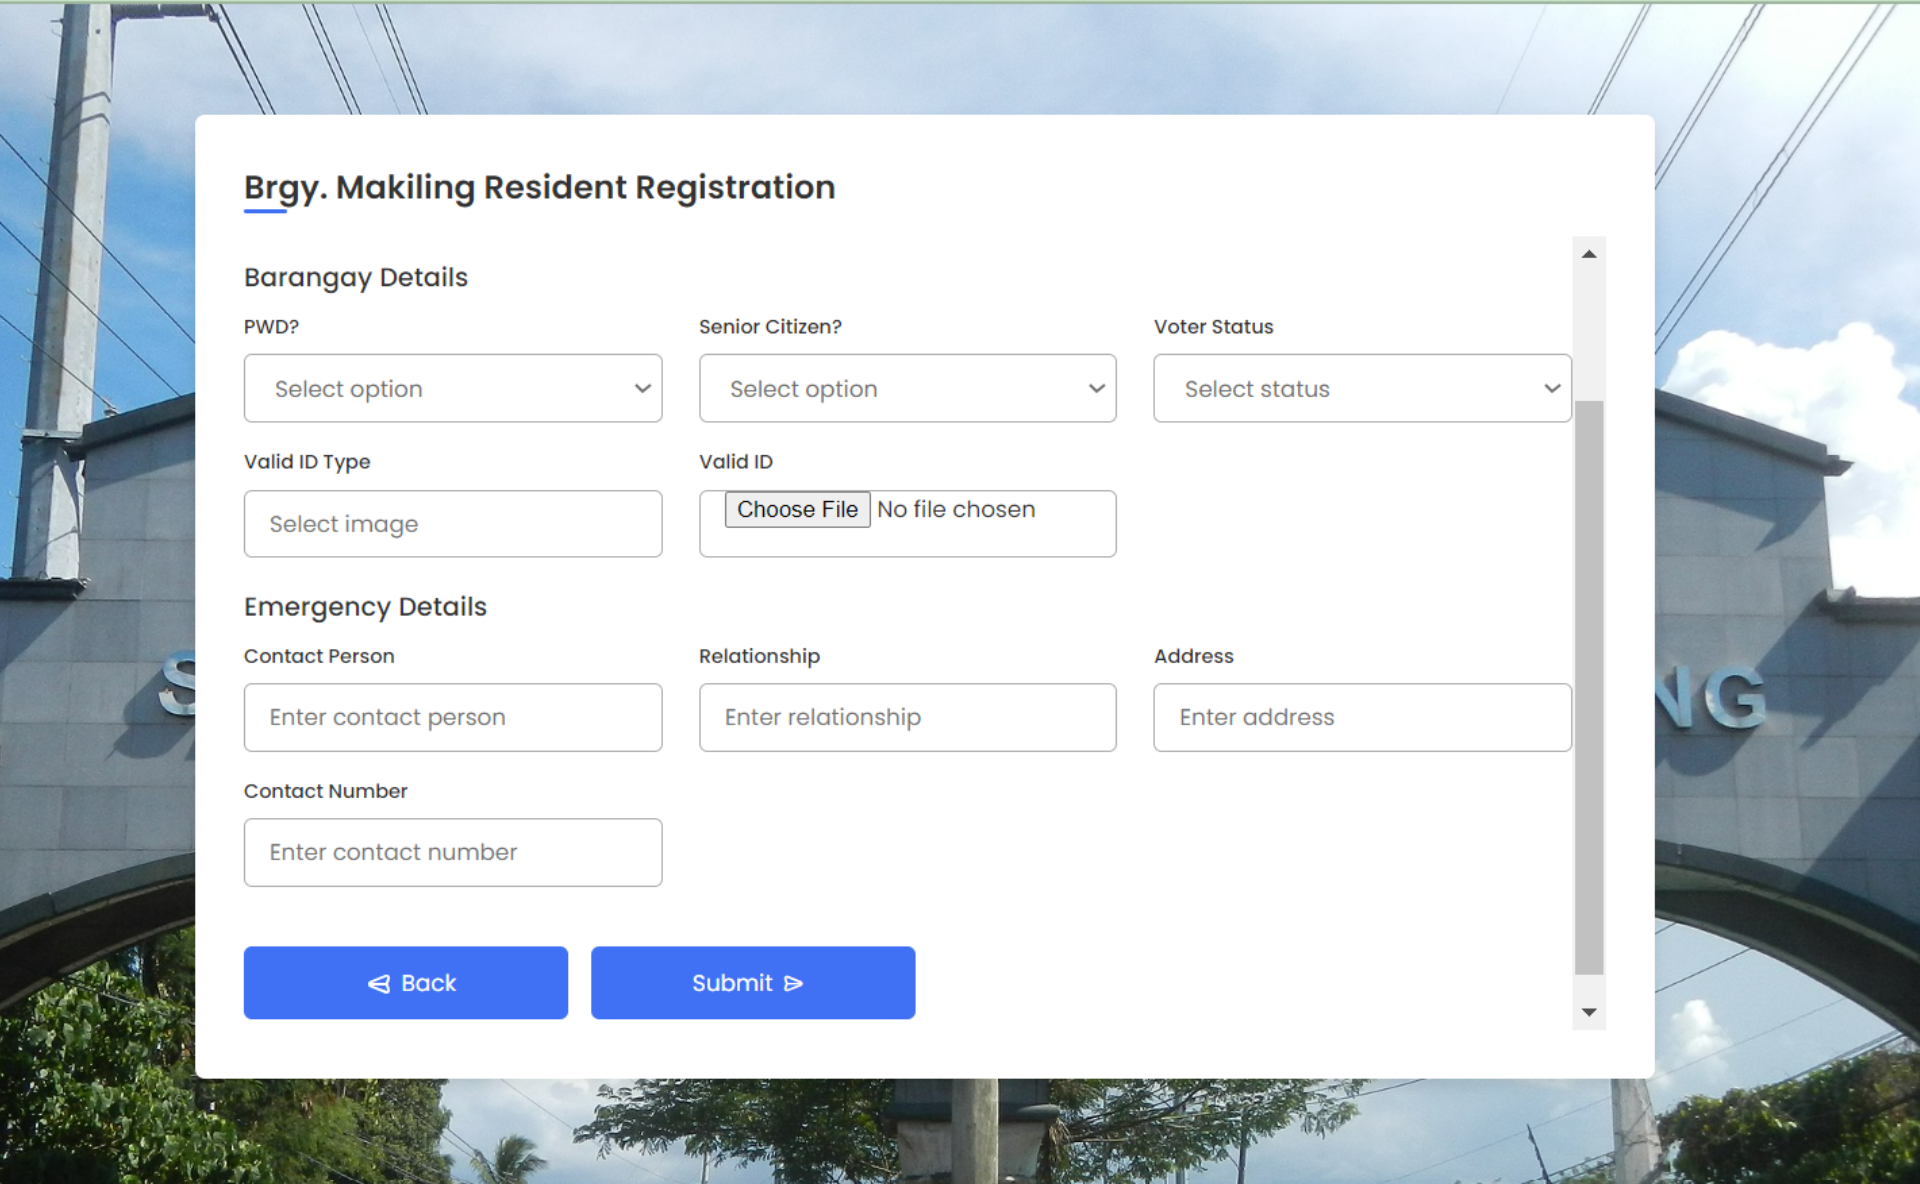 Brgy. Makiling Resident Registration
Barangay Details
PWD? Senior Citizen? Voter Status
Select option Select option Select status
Valid ID Type Valid ID
Select image Choose File No file chosen
Emergency Details
Contact Person Relationship Address
Enter contact person Enter relationship Enter address
Contact Number
Enter contact number
Back Submit
S NG